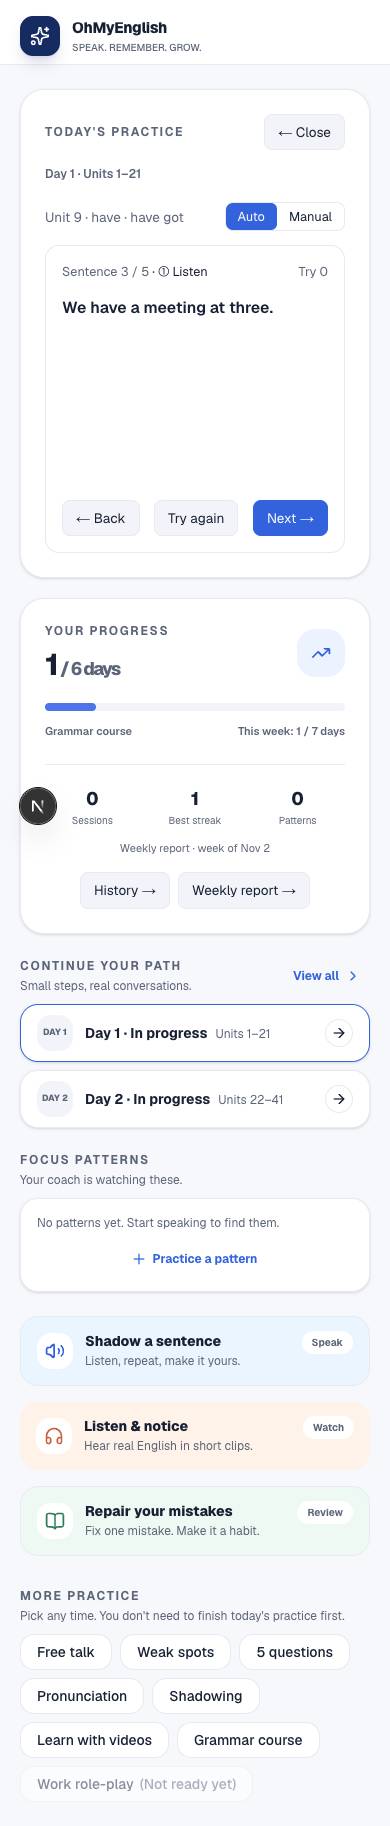 OhMyEnglish
SPEAK. REMEMBER. GROW.
TODAY'S PRACTICE
← Close
Day 1 · Units 1–21
Unit 9 · have · have got
Auto
Manual
Sentence 3 / 5 · ① Listen
Try 0
We have a meeting at three.
← Back
Try again
Next →
YOUR PROGRESS
1 / 6 days
Grammar course
This week: 1 / 7 days
N
0
1
0
Sessions
Best streak
Patterns
Weekly report · week of Nov 2
History →
Weekly report →
CONTINUE YOUR PATH
Small steps, real conversations.
View all
DAY 1
Day 1 · In progress Units 1–21
DAY 2
Day 2 · In progress Units 22–41
FOCUS PATTERNS
Your coach is watching these.
No patterns yet. Start speaking to find them.
Practice a pattern
Shadow a sentence
Speak
Listen, repeat, make it yours.
Listen & notice
Watch
Hear real English in short clips.
Repair your mistakes
Review
Fix one mistake. Make it a habit.
MORE PRACTICE
Pick any time. You don't need to finish today's practice first.
Free talk
Weak spots
5 questions
Pronunciation
Shadowing
Learn with videos
Grammar course
Work role-play (Not ready yet)